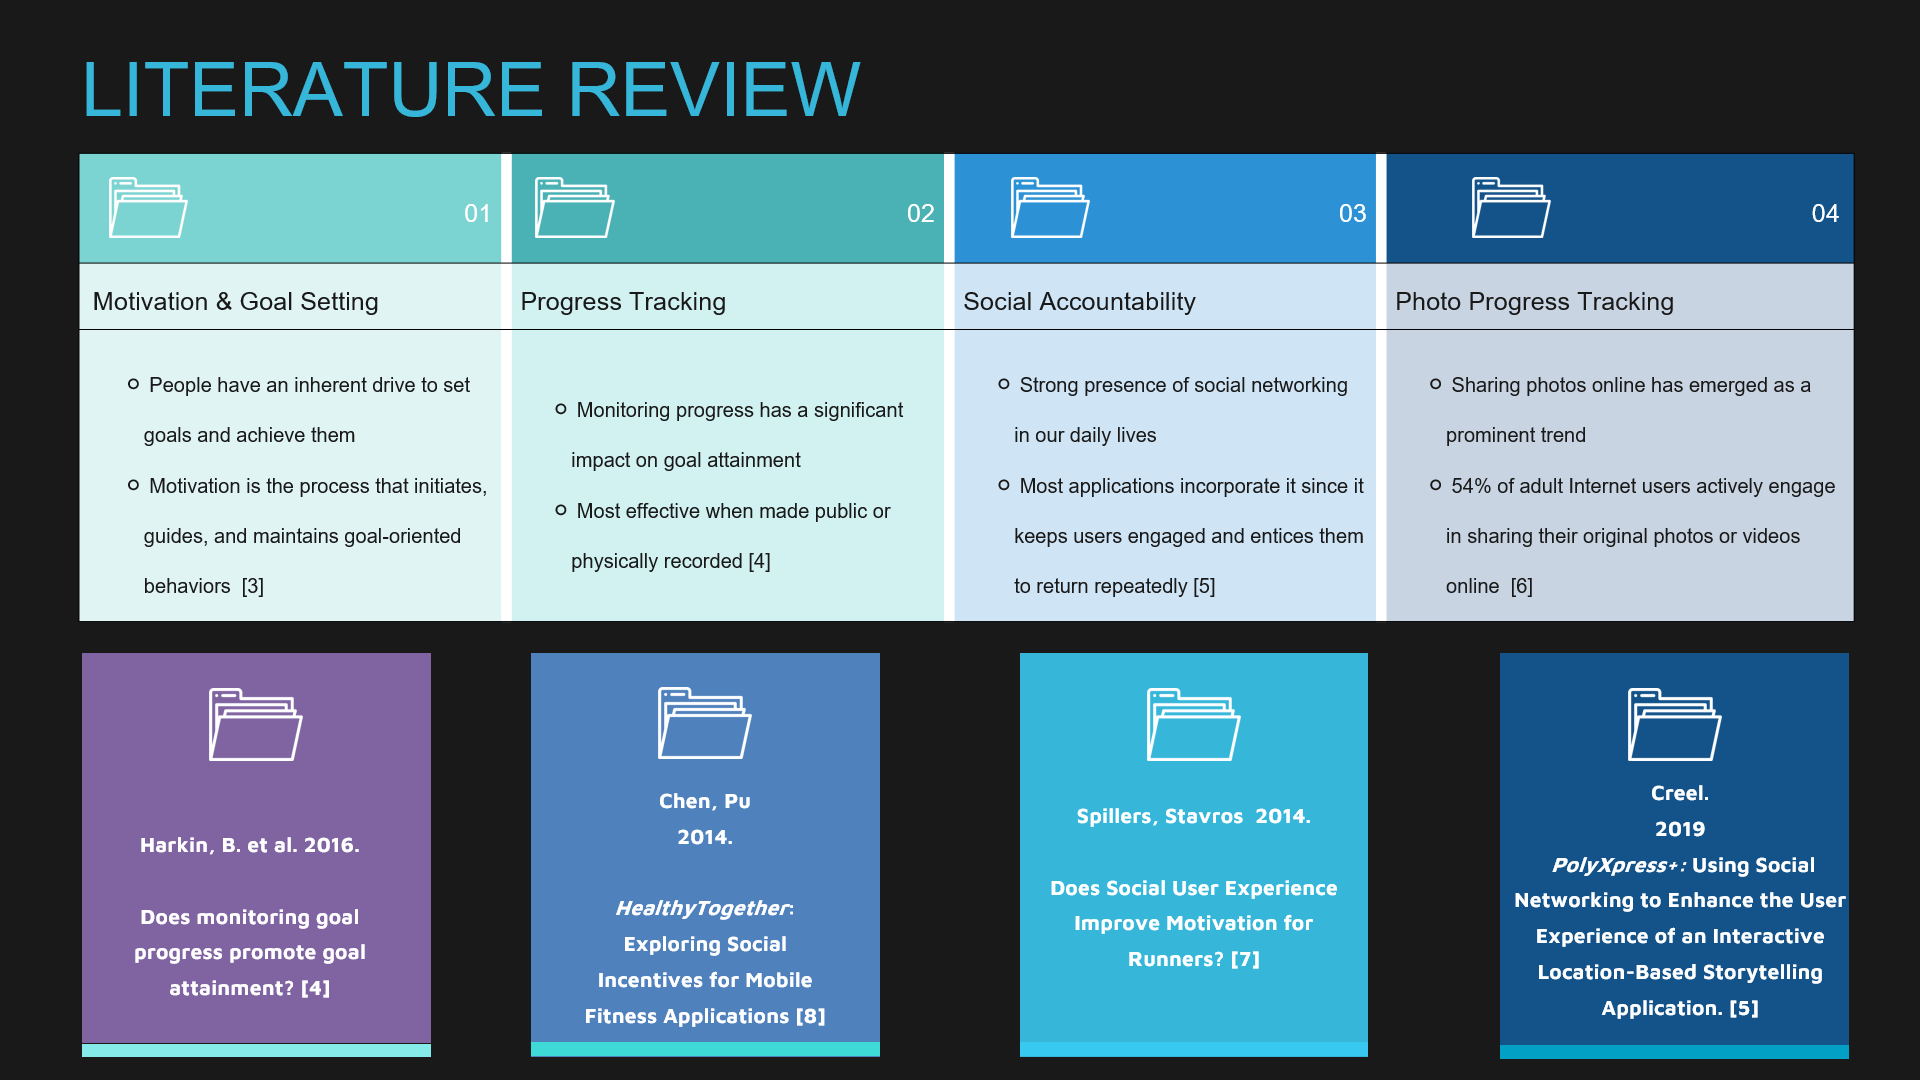 LITERATURE REVIEW
01
02
03
04
Motivation & Goal Setting
Progress Tracking
Social Accountability
Photo Progress Tracking
People have an inherent drive to set
goals and achieve them
Motivation is the process that initiates,
guides, and maintains goal-oriented
behaviors [3]
Monitoring progress has a significant
impact on goal attainment
Most effective when made public or
physically recorded [4]
Strong presence of social networking
in our daily lives
Most applications incorporate it since it
keeps users engaged and entices them
to return repeatedly [5]
Sharing photos online has emerged as a
prominent trend
54% of adult Internet users actively engage
in sharing their original photos or videos
online [6]
Harkin, B. et al. 2016.
Does monitoring goal
progress promote goal
attainment? [4]
Chen, Pu
2014.
HealthyTogether:
Exploring Social
Incentives for Mobile
Fitness Applications [8]
Spillers, Stavros 2014.
Does Social User Experience
Improve Motivation for
Runners? [7]
Creel.
2019
PolyXpress+: Using Social
Networking to Enhance the User
Experience of an Interactive
Location-Based Storytelling
Application. [5]